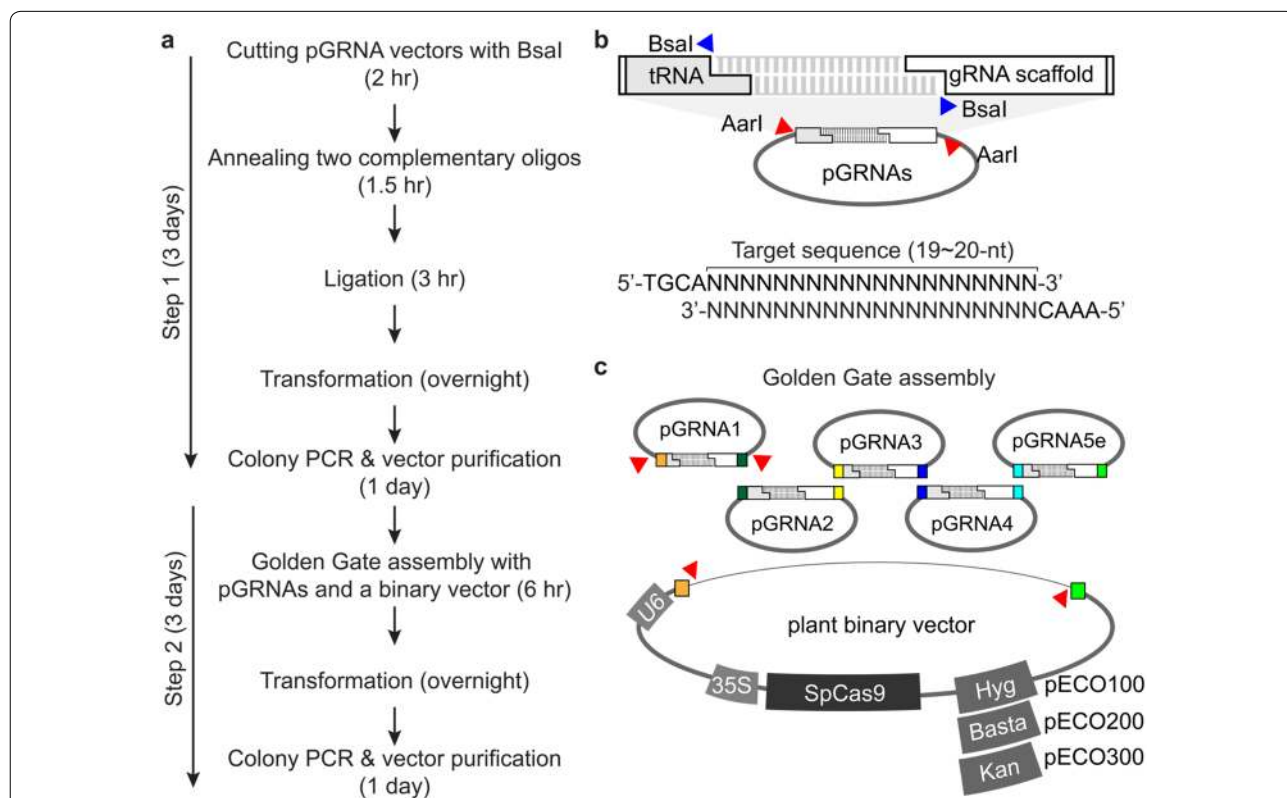 a
Cutting pGRNA vectors with BsaI
(2 hr)
Annealing two complementary oligos
(1.5 hr)
Ligation (3 hr)
Transformation (overnight)
Colony PCR & vector purification
(1 day)
Step 1 (3 days)
Golden Gate assembly with
pGRNAs and a binary vector (6 hr)
Transformation (overnight)
Colony PCR & vector purification
(1 day)
Step 2 (3 days)
b
BsaI
tRNA
gRNA scaffold
BsaI
AarI
AarI
pGRNAs
Target sequence (19~20-nt)
5'-TGCANNNNNNNNNNNNNNNNNNNN-3'
3'-NNNNNNNNNNNNNNNNNNNNCAAA-5'
c
Golden Gate assembly
pGRNA1
pGRNA3
pGRNA5e
pGRNA2
pGRNA4
U6
plant binary vector
35S
SpCas9
Hyg
pECO100
Basta
pECO200
Kan
pECO300